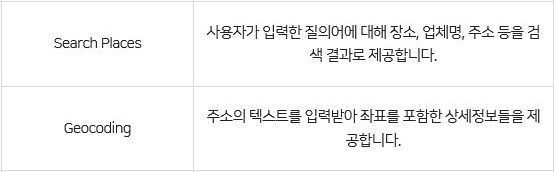 Search Places
사용자가 입력한 질의어에 대해 장소, 업체명, 주소 등을 검
색 결과로 제공합니다.
Geocoding
주소의 텍스트를 입력받아 좌표를 포함한 상세정보들을 제
공합니다.